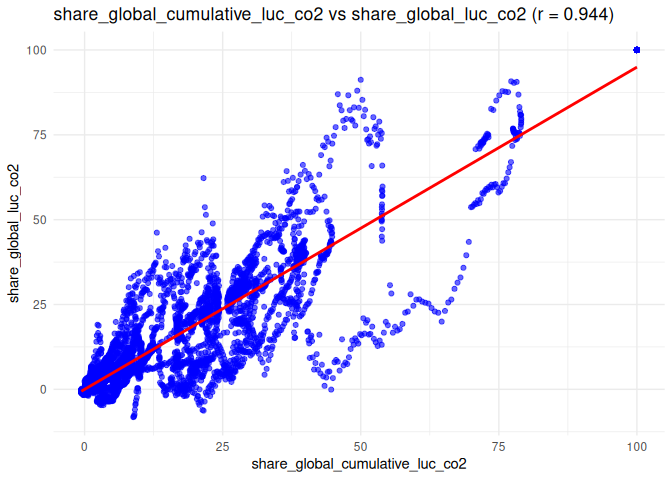 share_global_cumulative_luc_co2 vs share_global_luc_co2 (r = 0.944)
100
75
50
25
0
share_global_luc_co2
0 25 50 75 100
share_global_cumulative_luc_co2